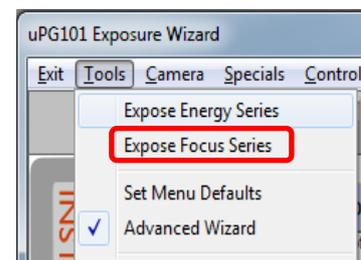 uPG101 Exposure Wizard
Exit Tools Camera Specials Control
Expose Energy Series
Expose Focus Series
Set Menu Defaults
Advanced Wizard